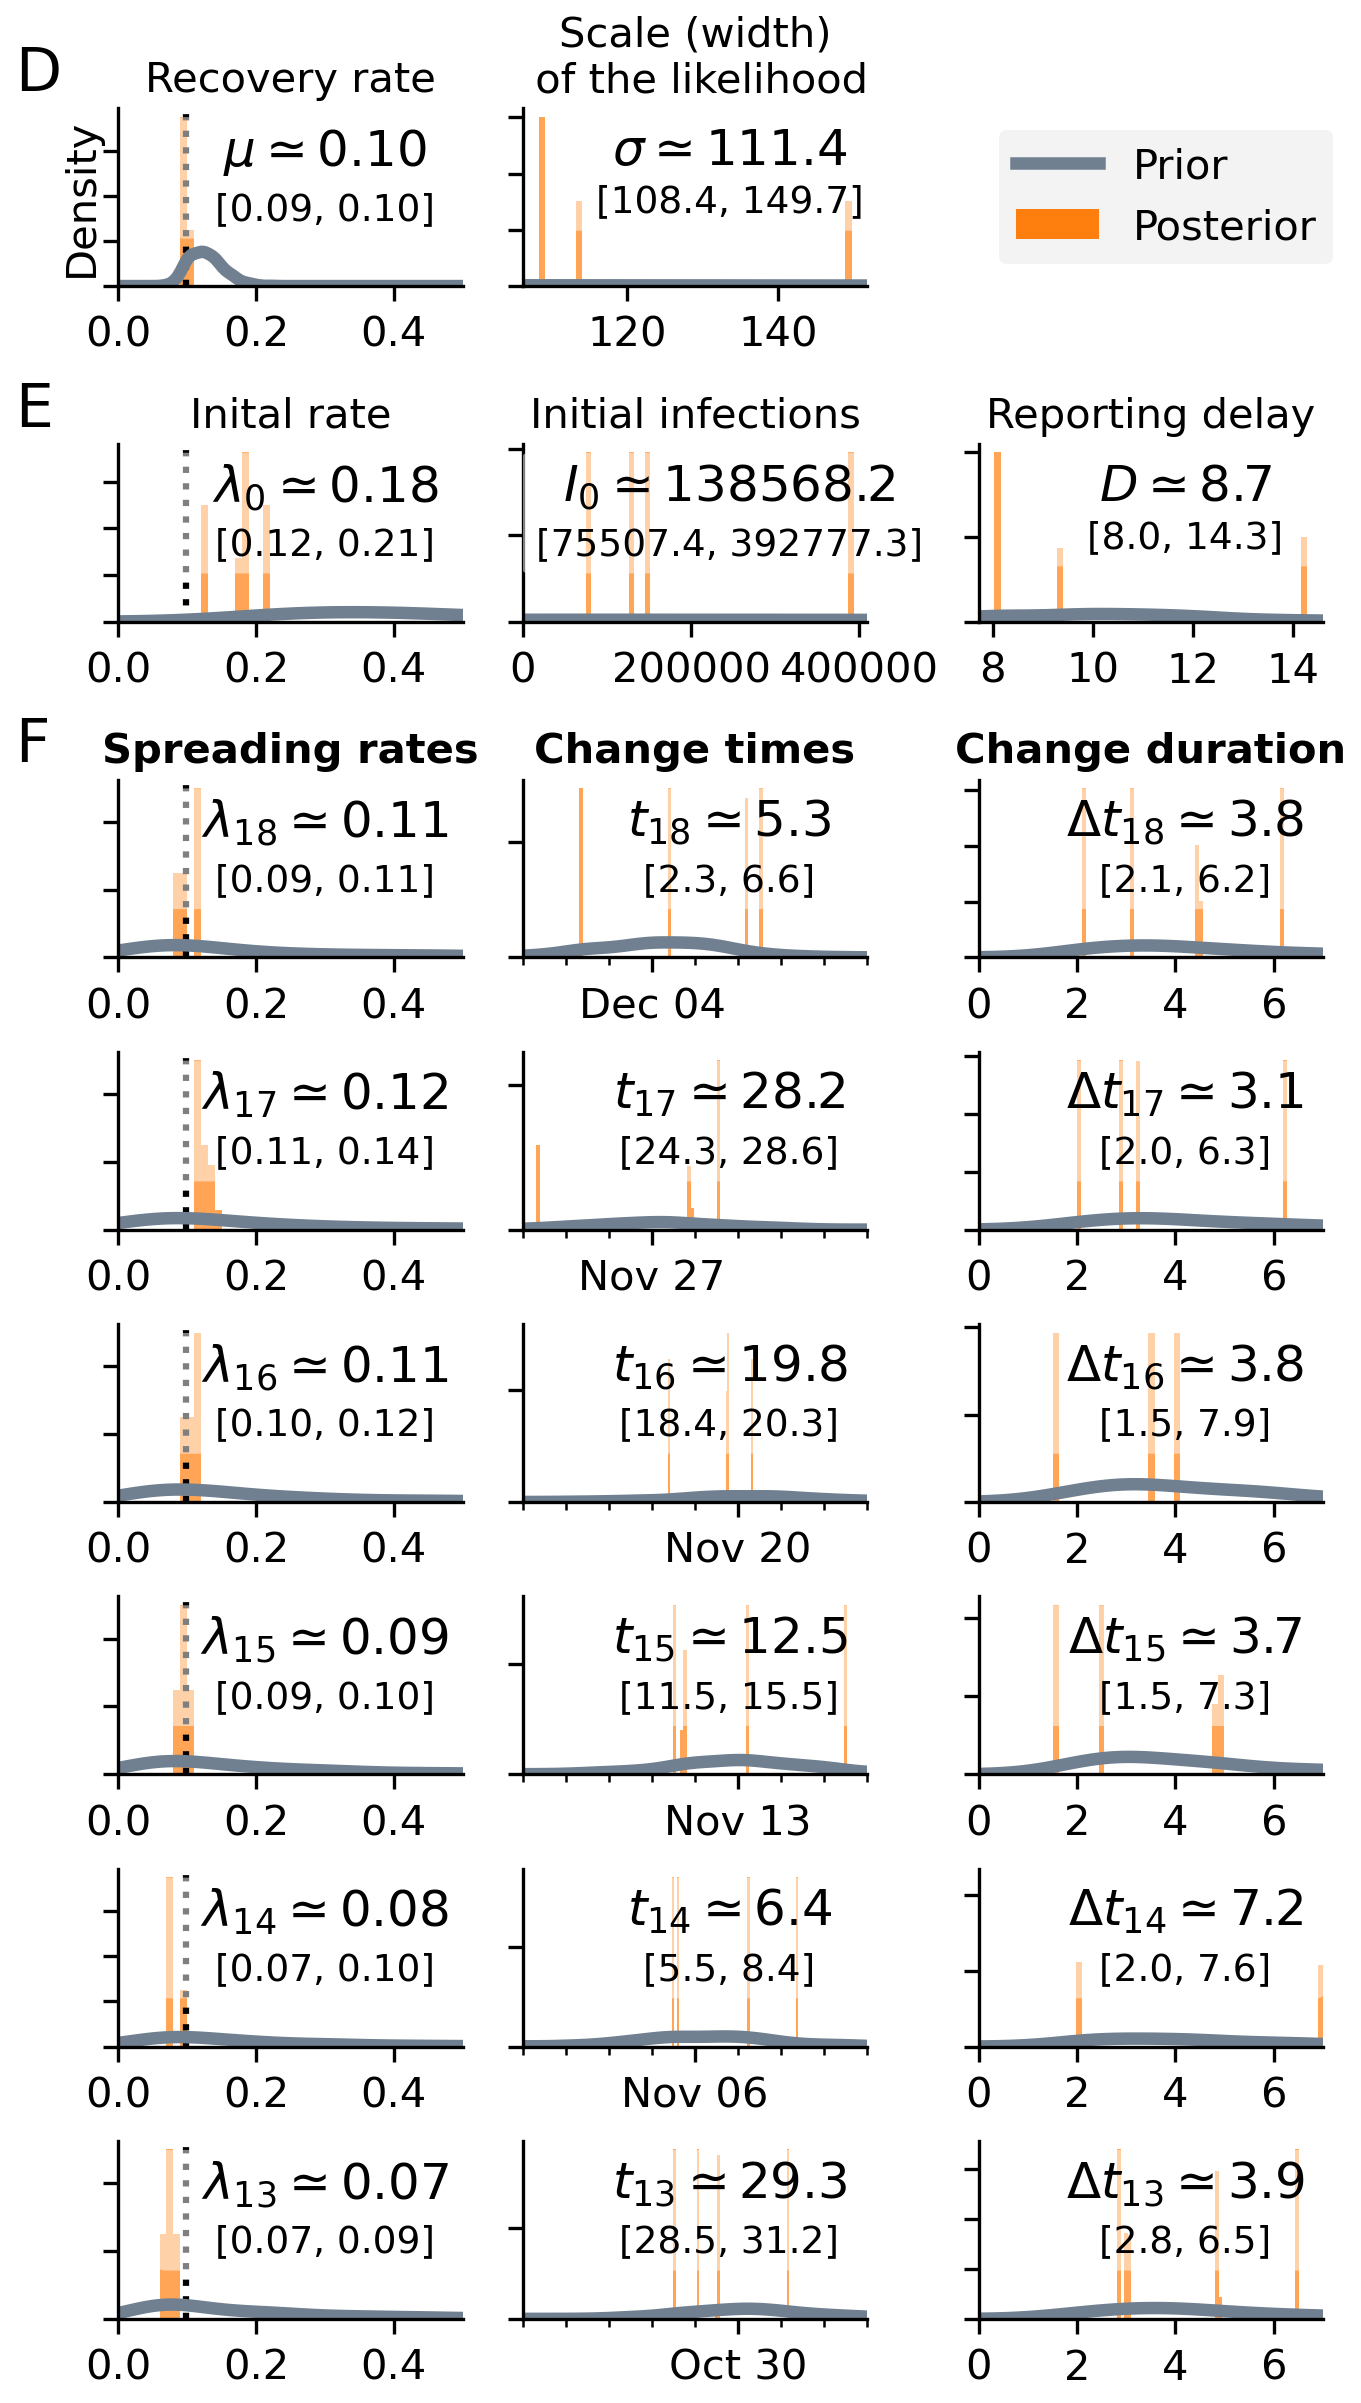 D
Recovery rate
Scale (width)
of the likelihood
Density
μ ≃ 0.10
[0.09, 0.10]
σ ≃ 111.4
[108.4, 149.7]
Prior
Posterior
0.0 0.2 0.4
120 140
E
Inital rate
Initial infections
Reporting delay
λ0 ≃ 0.18
[0.12, 0.21]
I0 ≃ 138568.2
[75507.4, 392777.3]
D ≃ 8.7
[8.0, 14.3]
0.0 0.2 0.4
0 200000 400000
8 10 12 14
F
Spreading rates
Change times
Change duration
λ18 ≃ 0.11
[0.09, 0.11]
t18 ≃ 5.3
[2.3, 6.6]
Δt18 ≃ 3.8
[2.1, 6.2]
0.0 0.2 0.4
Dec 04
0 2 4 6
λ17 ≃ 0.12
[0.11, 0.14]
t17 ≃ 28.2
[24.3, 28.6]
Δt17 ≃ 3.1
[2.0, 6.3]
0.0 0.2 0.4
Nov 27
0 2 4 6
λ16 ≃ 0.11
[0.10, 0.12]
t16 ≃ 19.8
[18.4, 20.3]
Δt16 ≃ 3.8
[1.5, 7.9]
0.0 0.2 0.4
Nov 20
0 2 4 6
λ15 ≃ 0.09
[0.09, 0.10]
t15 ≃ 12.5
[11.5, 15.5]
Δt15 ≃ 3.7
[1.5, 7.3]
0.0 0.2 0.4
Nov 13
0 2 4 6
λ14 ≃ 0.08
[0.07, 0.10]
t14 ≃ 6.4
[5.5, 8.4]
Δt14 ≃ 7.2
[2.0, 7.6]
0.0 0.2 0.4
Nov 06
0 2 4 6
λ13 ≃ 0.07
[0.07, 0.09]
t13 ≃ 29.3
[28.5, 31.2]
Δt13 ≃ 3.9
[2.8, 6.5]
0.0 0.2 0.4
Oct 30
0 2 4 6